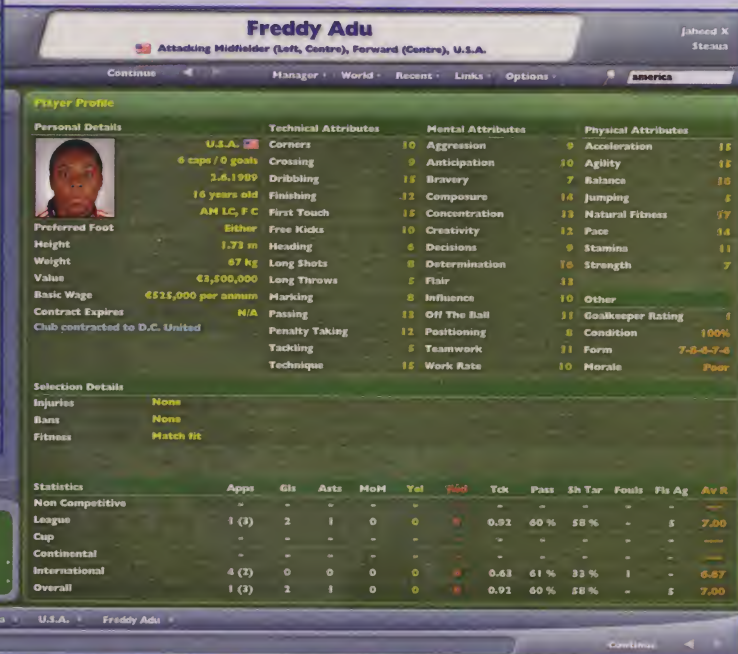 Freddy Adu
Attacking Midfielder (Left, Centre), Forward (Centre), U.S.A.
Jaheed X
Steaua
Continue Manager World Recent Links Options america
Player Profile
Personal Details Technical Attributes Mental Attributes Physical Attributes
U.S.A. Corners 10 Aggression 9 Acceleration 15
6 caps / 0 goals Crossing 9 Anticipation 10 Agility 15
2.6.1989 Dribbling 15 Bravery 7 Balance 16
16 years old Finishing 12 Composure 14 Jumping 5
AM LC, F C First Touch 15 Concentration 13 Natural Fitness 17
Preferred Foot Either Free Kicks 10 Creativity 12 Pace 14
Height 1.73 m Heading 6 Decisions 9 Stamina 11
Weight 67 kg Long Shots 8 Determination 16 Strength 7
Value €3,500,000 Long Throws 5 Flair 13
Basic Wage €525,000 per annum Marking 8 Influence 10 Other
Contract Expires N/A Passing 12 Off The Ball 11 Goalkeeper Rating 1
Club contracted to D.C. United Penalty Taking 12 Positioning 8 Condition 100%
Tackling 5 Teamwork 11 Form 7-8-6-7-6
Technique 15 Work Rate 10 Morale Poor
Selection Details
Injuries None
Bans None
Fitness Match fit
Statistics Apps Gls Asts MoM Yel Red Tck Pass Sh Tar Fouls Fls Ag Av R
Non Competitive - - - - - - - - - - -
League 1 (3) 2 1 0 0 0.92 60 % 58 % - 5 7.00
Cup - - - - - - - - - - -
Continental - - - - - - - - - - -
International 4 (2) 0 0 0 0 0.63 61 % 33 % 1 - 6.67
Overall 1 (3) 2 1 0 0 0.92 60 % 58 % - 5 7.00
U.S.A. Freddy Adu
Continue